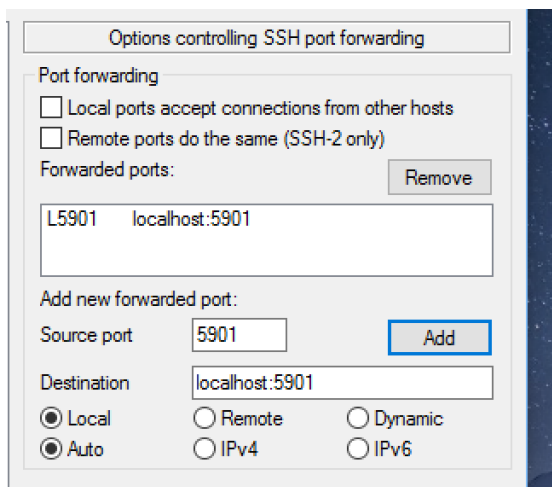 Options controlling SSH port forwarding
Port forwarding
Local ports accept connections from other hosts
Remote ports do the same (SSH-2 only)
Forwarded ports:
Remove
L5901 localhost:5901
Add new forwarded port:
Source port 5901 Add
Destination localhost:5901
Local Remote Dynamic
Auto IPv4 IPv6